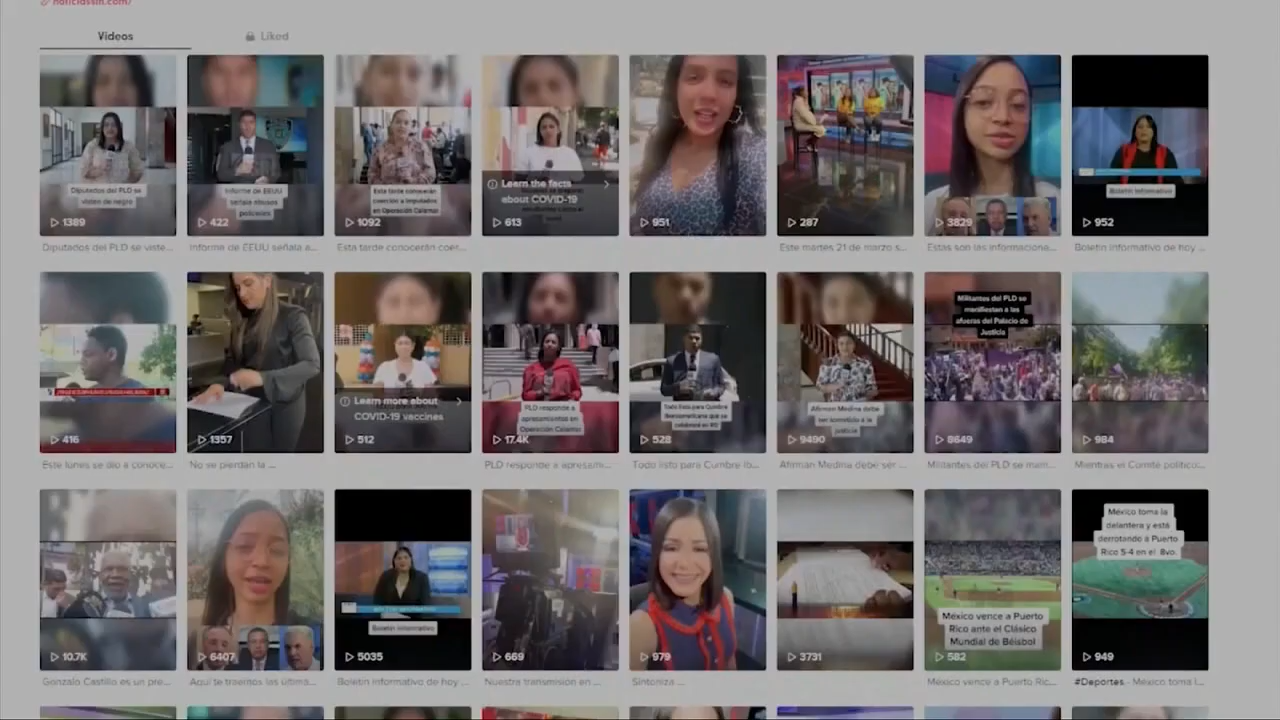 noticiassin.com/
Videos
Liked
Diputados del PLD se
visten de negro
1389
Informe de EEUU
señala abusos
policiales
422
Esta tarde conocerán
coerción a imputados
en Operación Calamar
1092
Learn the facts
about COVID-19
613
951
287
3829
Boletín Informativo
952
Diputados del PLD se viste...
Informe de EEUU señala a...
Esta tarde conocerán coer...
Este martes 21 de marzo s...
Estas son las informacione...
Boletín informativo de hoy ...
416
1357
Learn more about
COVID-19 vaccines
512
PLD responde a
apresamientos en
Operación Calamar
17.4K
Todo listo para Cumbre
Iberoamericana que se
celebrará en RD
528
Afirman Medina debe
ser sometido a la
justicia
9490
Militantes del PLD se
manifiestan a las
afueras del Palacio de
Justicia
8649
984
Este lunes se dio a conoce...
No se pierdan la ...
PLD responde a apresami...
Todo listo para Cumbre Ib...
Afirman Medina debe ser ...
Militantes del PLD se man...
Mientras el Comité político...
10.7K
6407
Boletín Informativo
5035
669
979
3731
México vence a Puerto
Rico ante el Clásico
Mundial de Béisbol
582
México toma la
delantera y está
derrotando a Puerto
Rico 5-4 en el 8vo.
949
Gonzalo Castillo es un pre...
Aquí te traemos las última...
Boletín informativo de hoy ...
Nuestra transmisión en ...
Sintoniza ...
México vence a Puerto Ric...
#Deportes - México toma l...